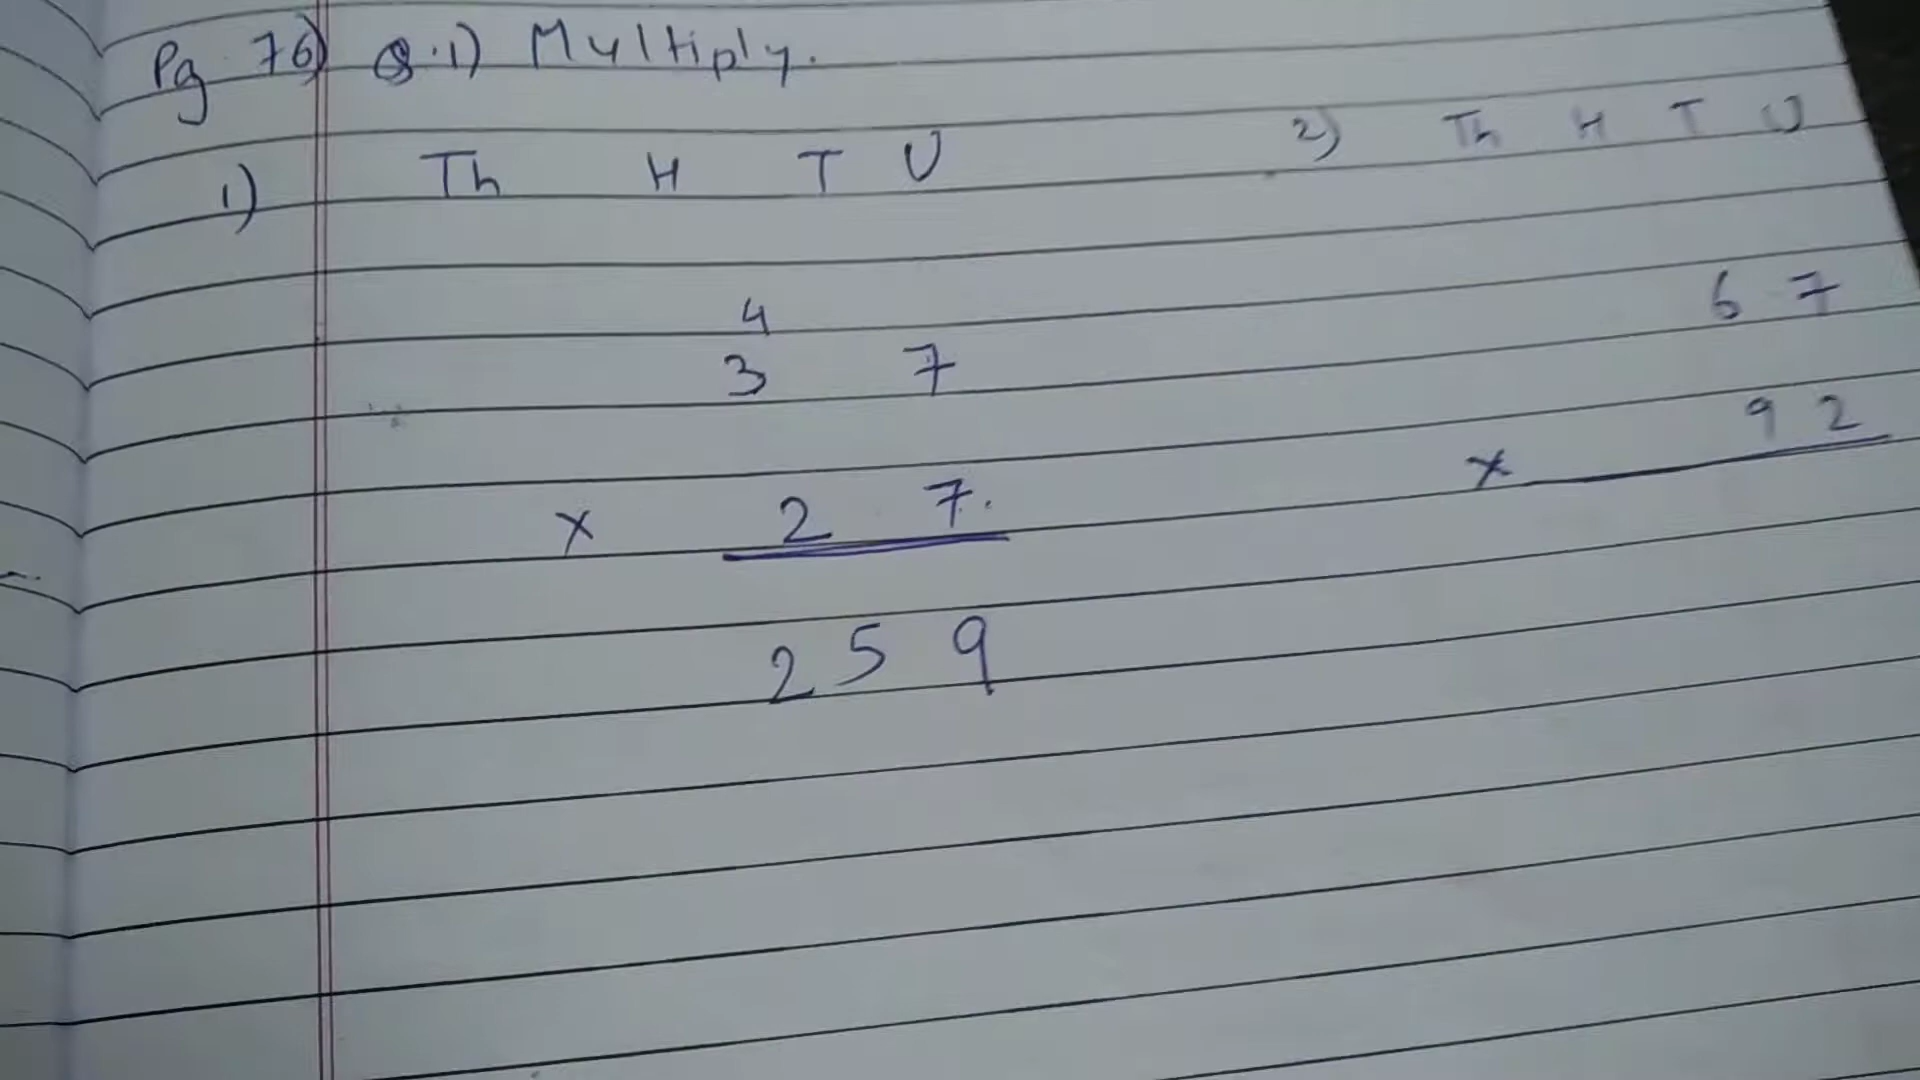 Pg 76) Q.1) Multiply.
1) Th H T U
4
3 7
x 2 7.
2 5 9
2) Th H T U
6 7
x 9 2